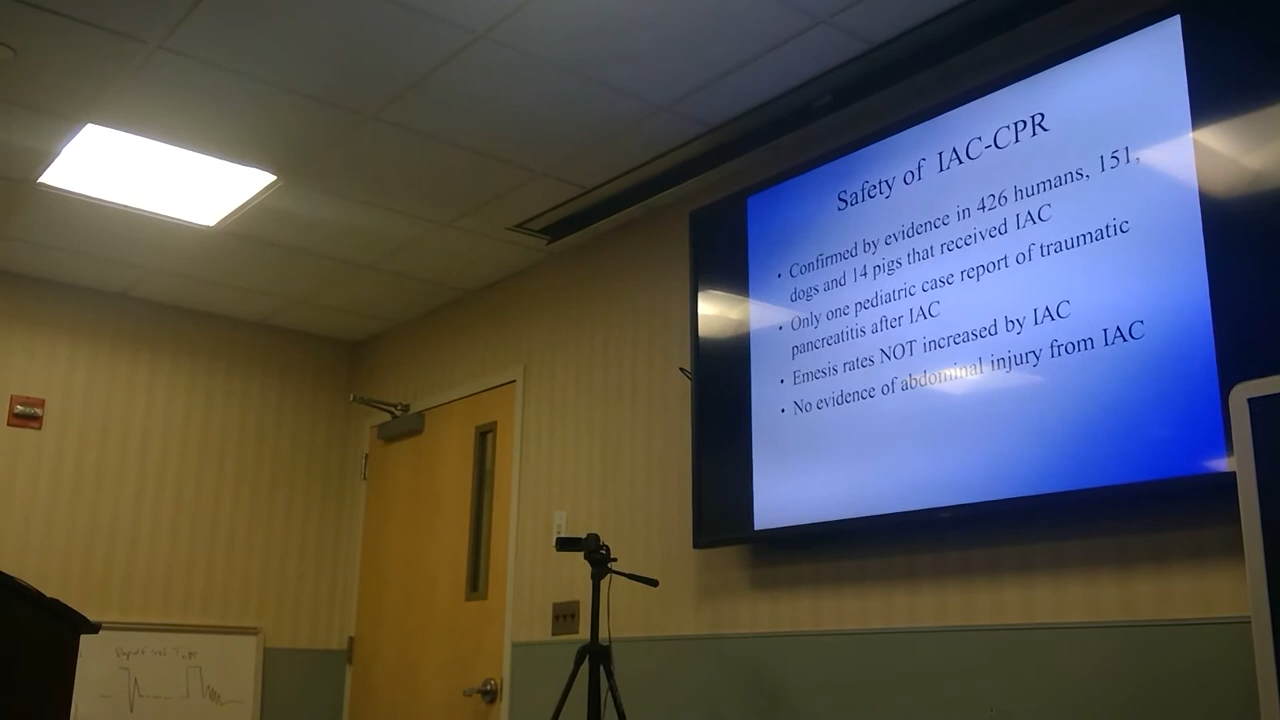 Safety of IAC-CPR
• Confirmed by evidence in 426 humans, 151,
dogs and 14 pigs that received IAC
• Only one pediatric case report of traumatic
pancreatitis after IAC
• Emesis rates NOT increased by IAC
• No evidence of abdominal injury from IAC